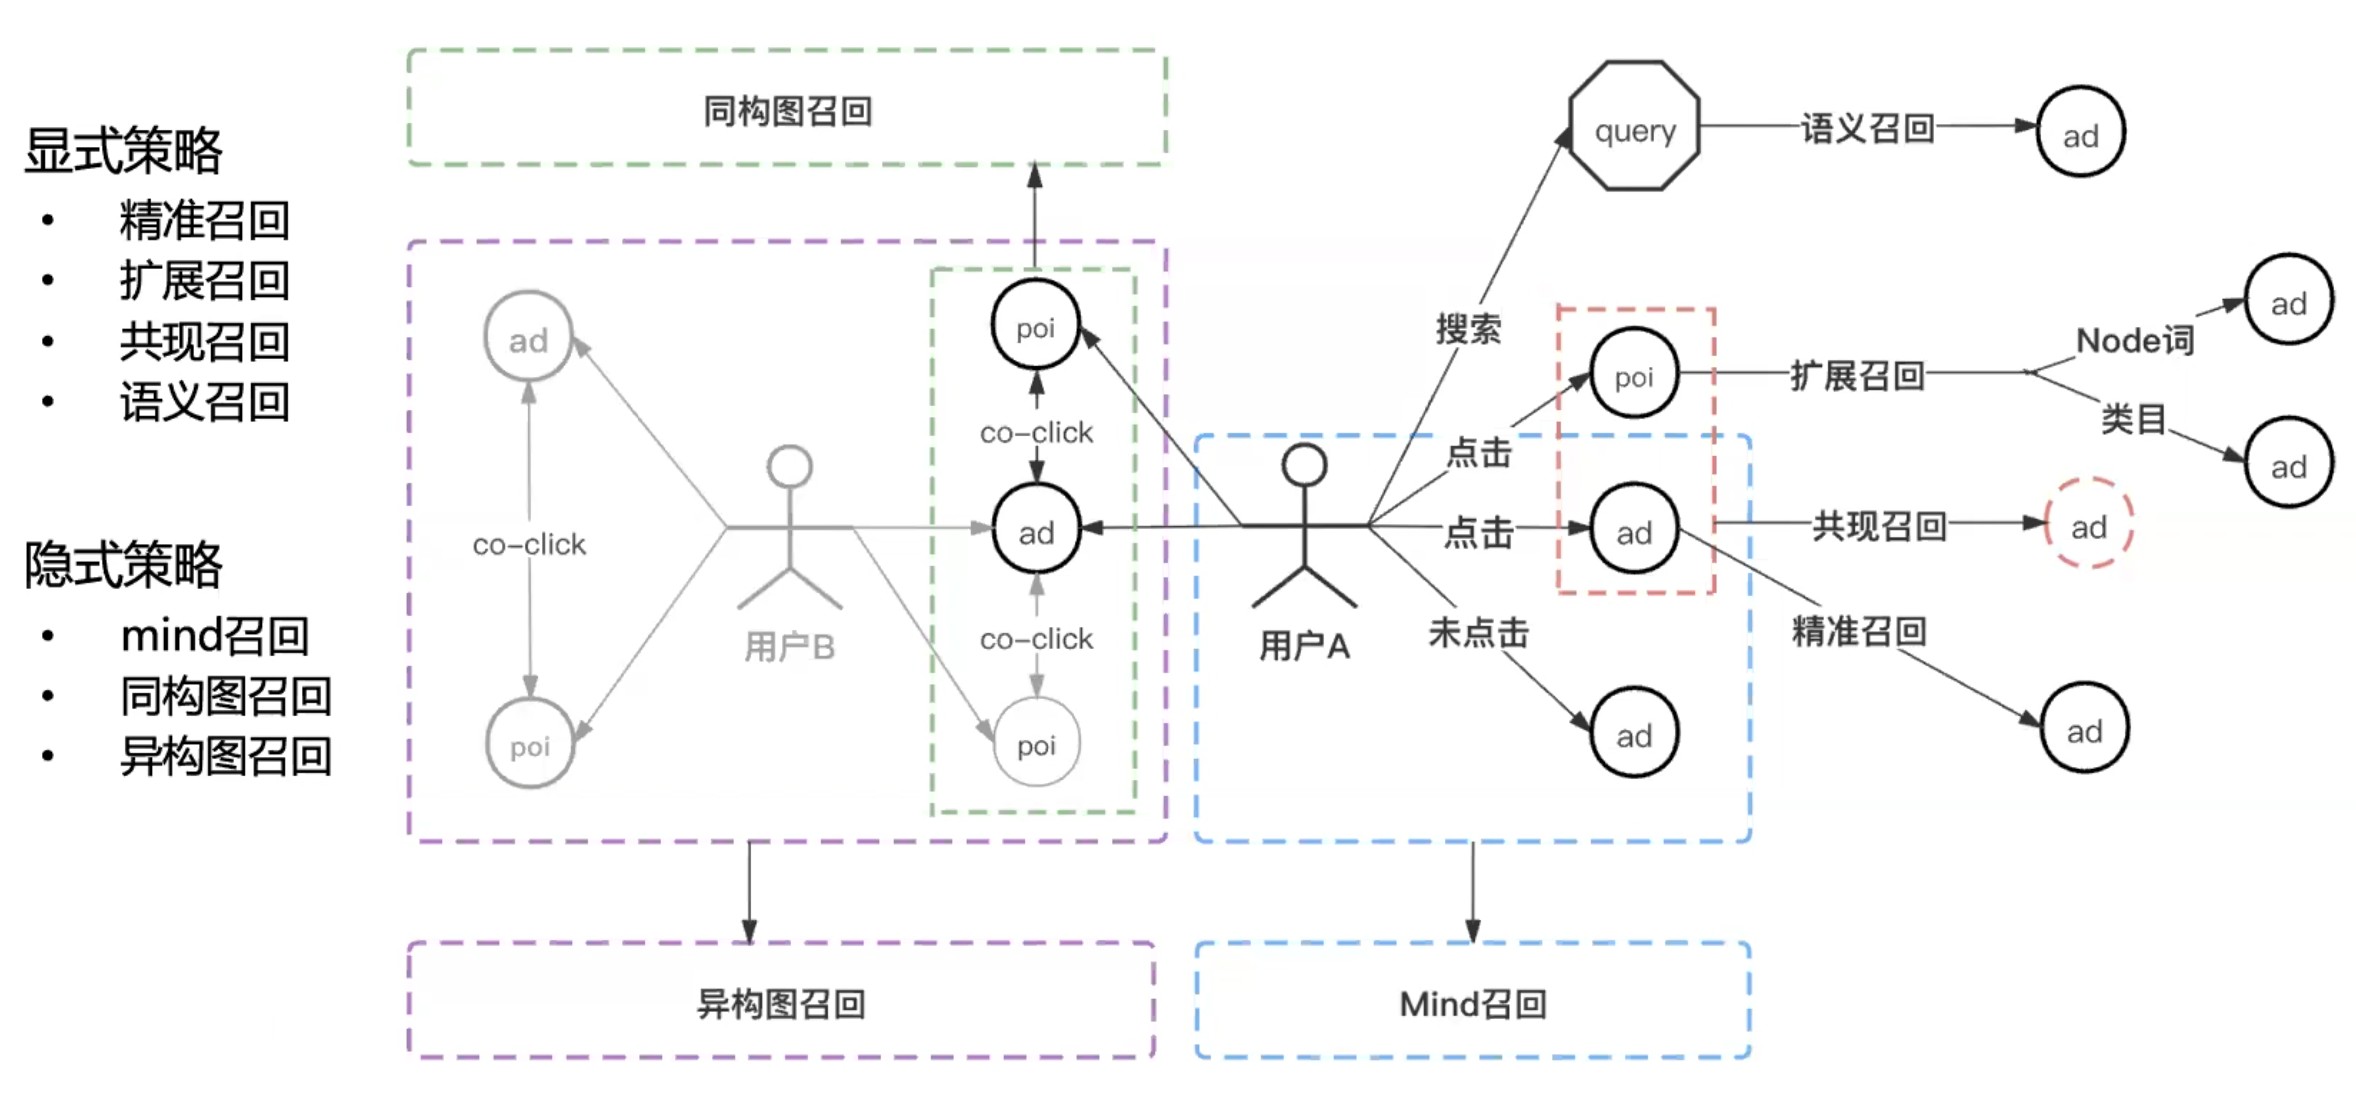 显式策略
• 精准召回
• 扩展召回
• 共现召回
• 语义召回
隐式策略
• mind召回
• 同构图召回
• 异构图召回
同构图召回
ad
co-click
poi
用户B
poi
co-click
ad
co-click
poi
用户A
搜索
query
语义召回
ad
点击
poi
扩展召回
Node词
ad
类目
ad
点击
ad
共现召回
ad
精准召回
ad
未点击
ad
异构图召回
Mind召回